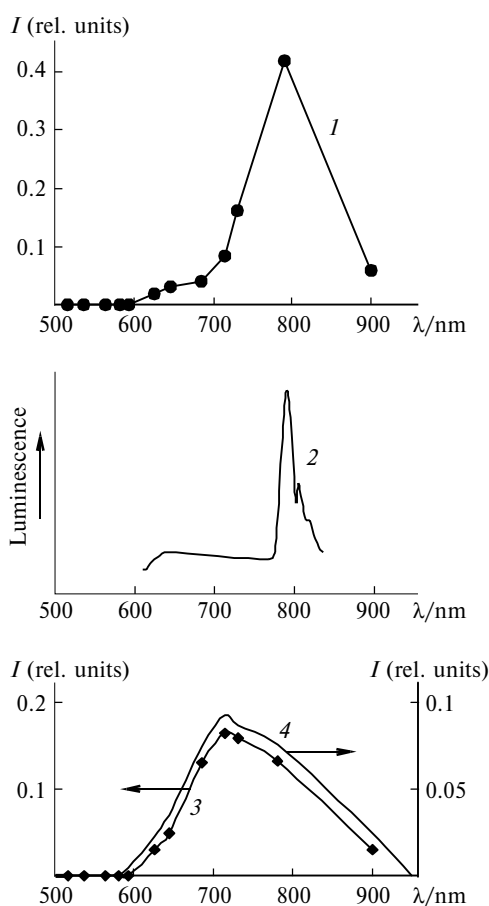 I (rel. units)
0.4
0.3
0.2
0.1
1
500 600 700 800 900 λ/nm
Luminescence
2
500 600 700 800 900 λ/nm
I (rel. units) I (rel. units)
0.2 0.1
4
0.1 0.05
3
500 600 700 800 900 λ/nm